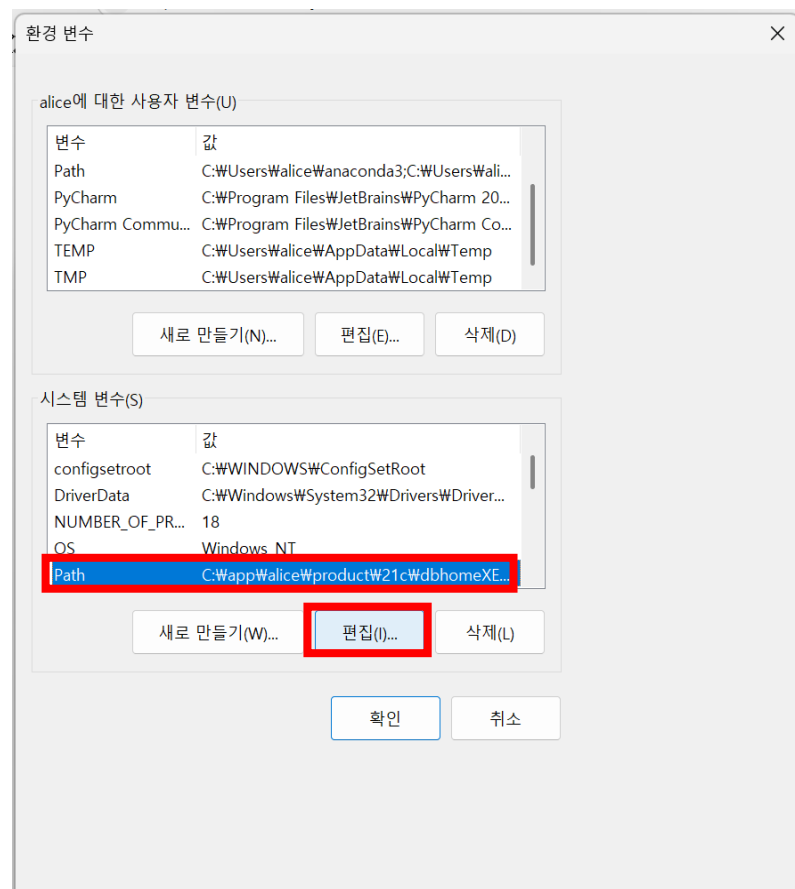 환경 변수
alice에 대한 사용자 변수(U)
변수 값
Path C:₩Users₩alice₩anaconda3;C:₩Users₩ali...
PyCharm C:₩Program Files₩JetBrains₩PyCharm 20...
PyCharm Commu... C:₩Program Files₩JetBrains₩PyCharm Co...
TEMP C:₩Users₩alice₩AppData₩Local₩Temp
TMP C:₩Users₩alice₩AppData₩Local₩Temp
새로 만들기(N)... 편집(E)... 삭제(D)
시스템 변수(S)
변수 값
configsetroot C:₩WINDOWS₩ConfigSetRoot
DriverData C:₩Windows₩System32₩Drivers₩Driver...
NUMBER_OF_PR... 18
OS Windows_NT
Path C:₩app₩alice₩product₩21c₩dbhomeXE...
새로 만들기(W)... 편집(I)... 삭제(L)
확인 취소